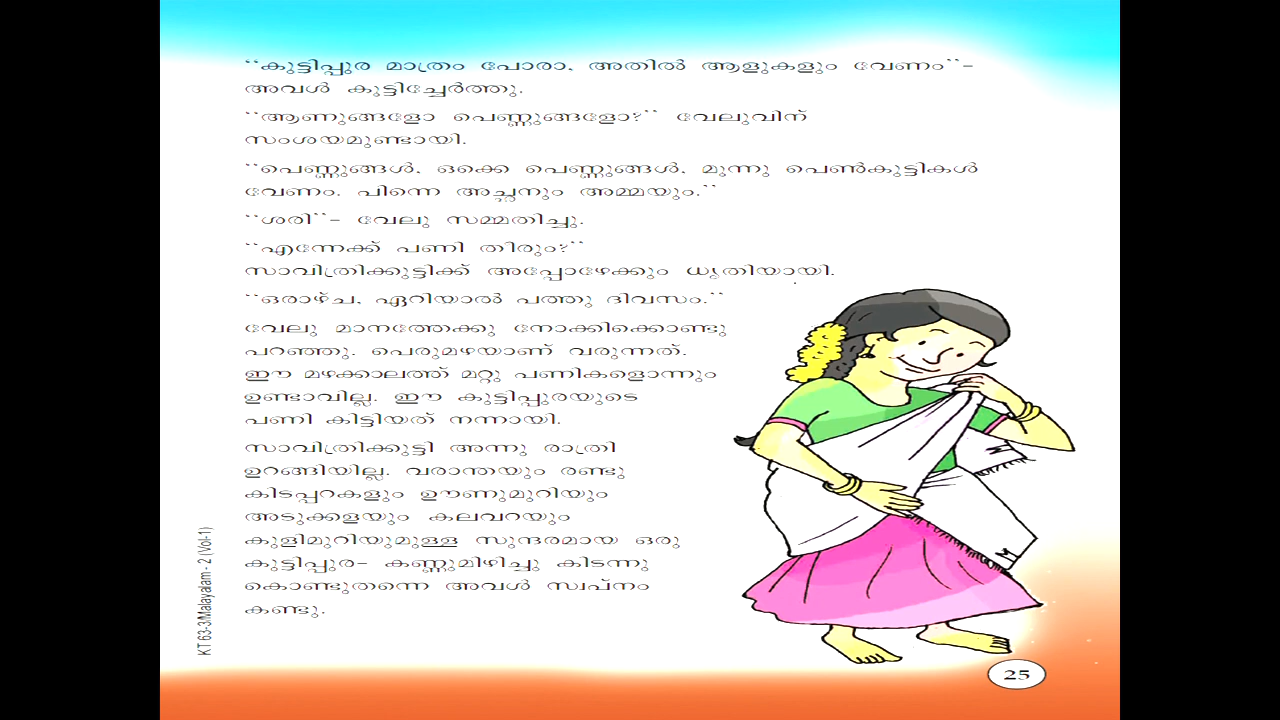 ``കുട്ടിപ്പുര മാത്രം പോരാ, അതിൽ ആളുകളും വേണം``–
അവൾ കൂട്ടിച്ചേർത്തു.
``ആണുങ്ങളോ പെണ്ണുങ്ങളോ?`` വേലുവിന്
സംശയമുണ്ടായി.
``പെണ്ണുങ്ങൾ, ഒക്കെ പെണ്ണുങ്ങൾ, മൂന്നു പെൺകുട്ടികൾ
വേണം. പിന്നെ അച്ഛനും അമ്മയും.``
``ശരി``– വേലു സമ്മതിച്ചു.
``എന്നേക്ക് പണി തീരും?``
സാവിത്രിക്കുട്ടിക്ക് അപ്പോഴേക്കും ധൃതിയായി.
``ഒരാഴ്ച, ഏറിയാൽ പത്തു ദിവസം.``
വേലു മാനത്തേക്കു നോക്കിക്കൊണ്ടു
പറഞ്ഞു. പെരുമഴയാണ് വരുന്നത്.
ഈ മഴക്കാലത്ത് മറ്റു പണികളൊന്നും
ഉണ്ടാവില്ല. ഈ കുട്ടിപ്പുരയുടെ
പണി കിട്ടിയത് നന്നായി.
സാവിത്രിക്കുട്ടി അന്നു രാത്രി
ഉറങ്ങിയില്ല. വരാന്തയും രണ്ടു
കിടപ്പറകളും ഊണുമുറിയും
അടുക്കളയും കലവറയും
കുളിമുറിയുമുള്ള സുന്ദരമായ ഒരു
കുട്ടിപ്പുര– കണ്ണുമിഴിച്ചു കിടന്നു
കൊണ്ടുതന്നെ അവൾ സ്വപ്നം
കണ്ടു.
KT 63-3/Malayalam - 2 (Vol-1)
25